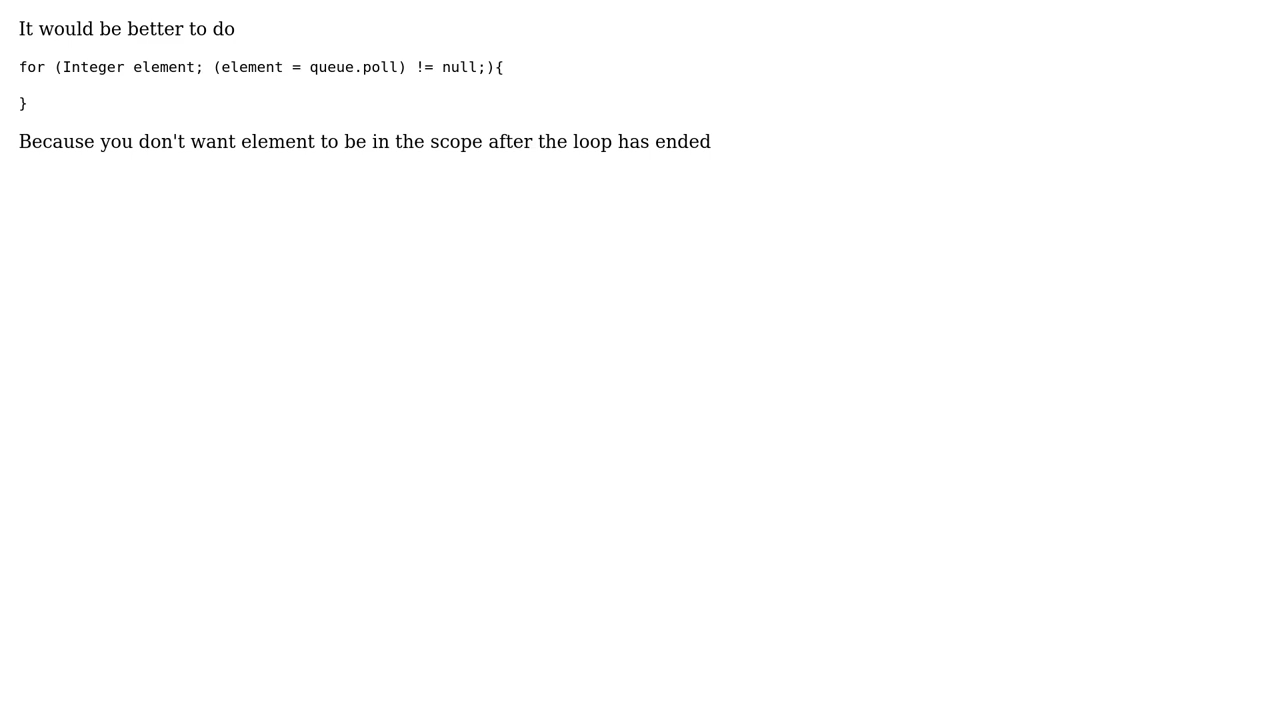 It would be better to do
for (Integer element; (element = queue.poll) != null;){
}
Because you don't want element to be in the scope after the loop has ended